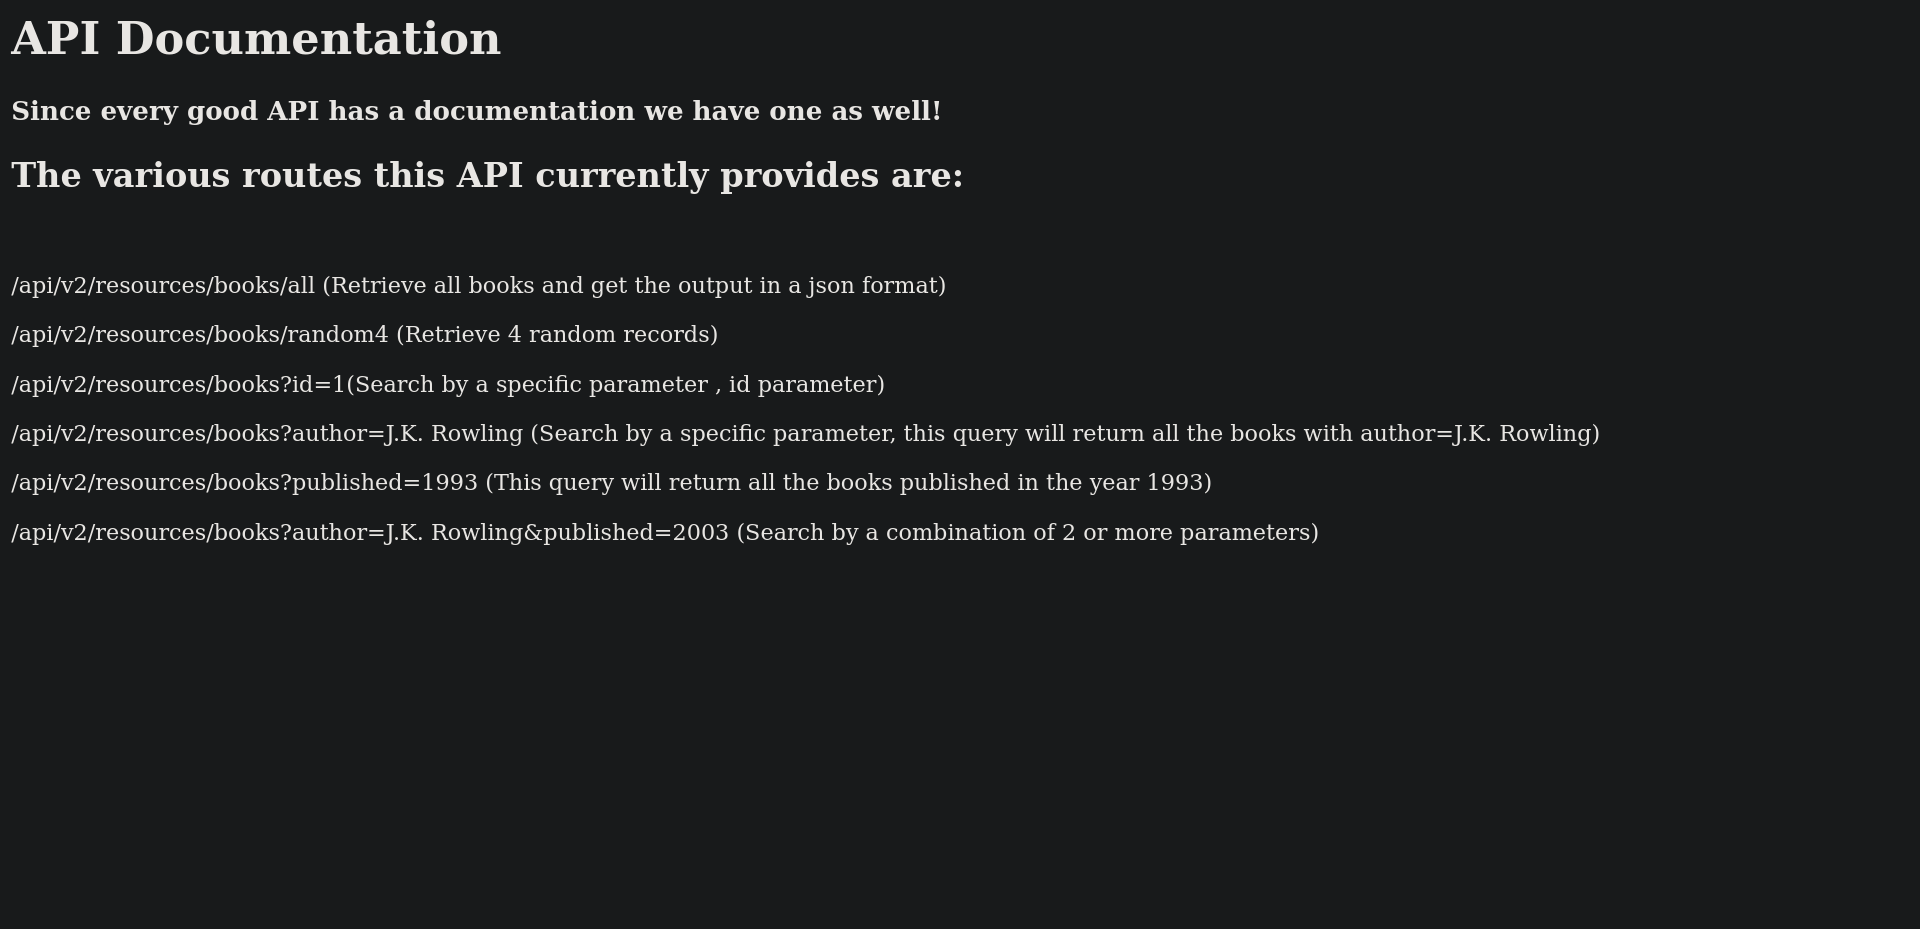 API Documentation
Since every good API has a documentation we have one as well!
The various routes this API currently provides are:
/api/v2/resources/books/all (Retrieve all books and get the output in a json format)
/api/v2/resources/books/random4 (Retrieve 4 random records)
/api/v2/resources/books?id=1(Search by a specific parameter , id parameter)
/api/v2/resources/books?author=J.K. Rowling (Search by a specific parameter, this query will return all the books with author=J.K. Rowling)
/api/v2/resources/books?published=1993 (This query will return all the books published in the year 1993)
/api/v2/resources/books?author=J.K. Rowling&published=2003 (Search by a combination of 2 or more parameters)